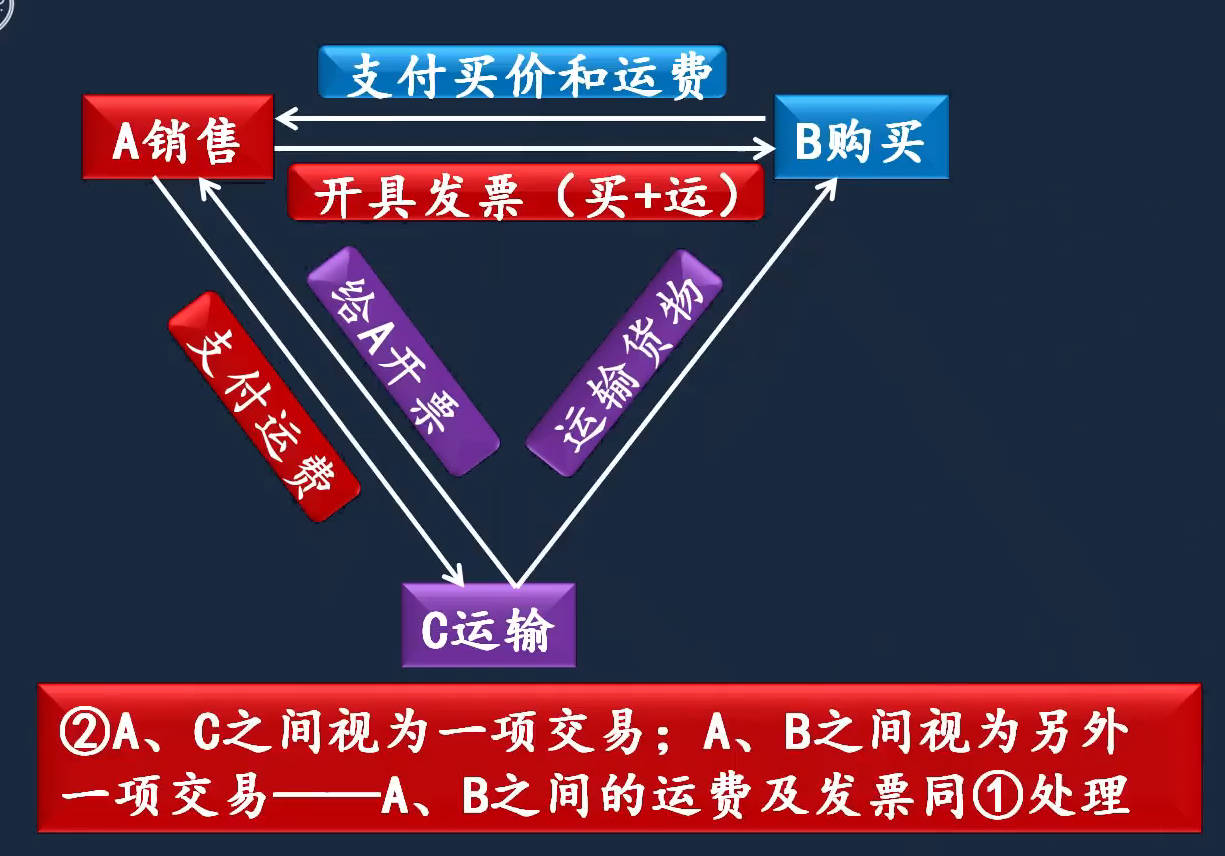 支付买价和运费
A销售
B购买
开具发票（买+运）
给A开票
运输货物
支付运费
C运输
②A、C之间视为一项交易；A、B之间视为另外
一项交易——A、B之间的运费及发票同①处理